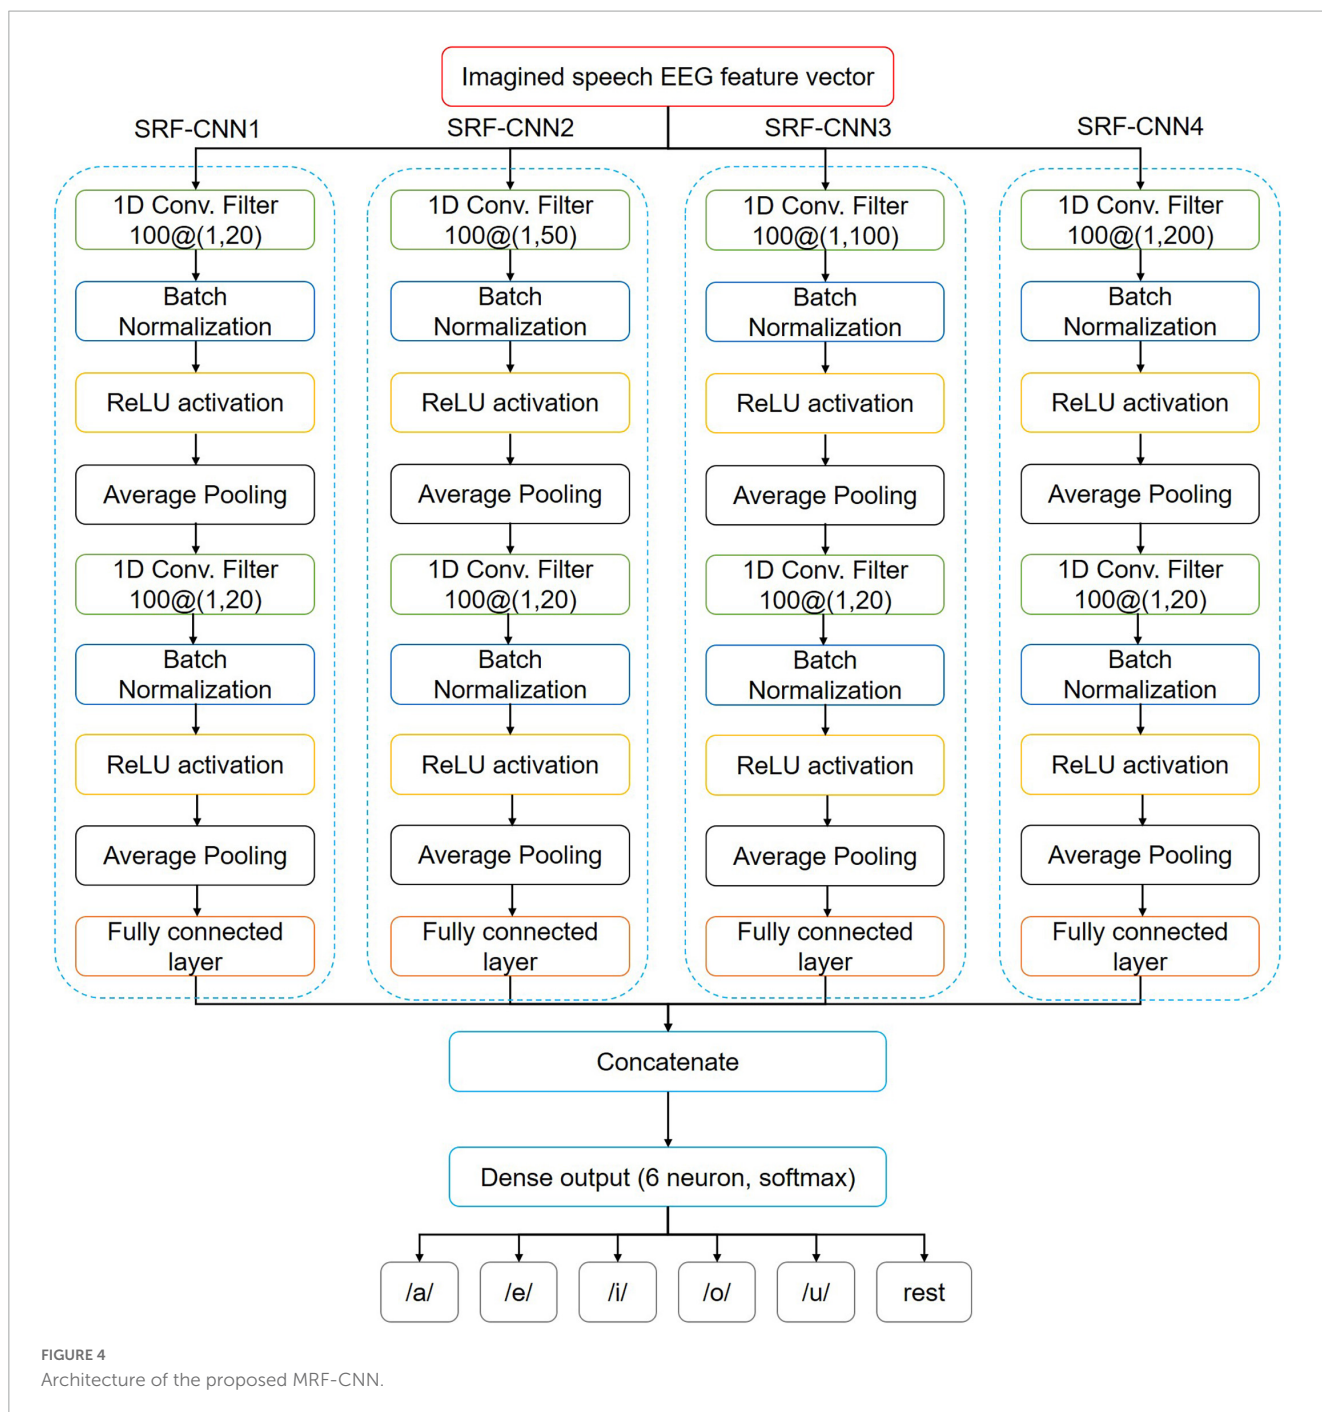 Imagined speech EEG feature vector
SRF-CNN1
SRF-CNN2
SRF-CNN3
SRF-CNN4
1D Conv. Filter
100@(1,20)
1D Conv. Filter
100@(1,50)
1D Conv. Filter
100@(1,100)
1D Conv. Filter
100@(1,200)
Batch
Normalization
Batch
Normalization
Batch
Normalization
Batch
Normalization
ReLU activation
ReLU activation
ReLU activation
ReLU activation
Average Pooling
Average Pooling
Average Pooling
Average Pooling
1D Conv. Filter
100@(1,20)
1D Conv. Filter
100@(1,20)
1D Conv. Filter
100@(1,20)
1D Conv. Filter
100@(1,20)
Batch
Normalization
Batch
Normalization
Batch
Normalization
Batch
Normalization
ReLU activation
ReLU activation
ReLU activation
ReLU activation
Average Pooling
Average Pooling
Average Pooling
Average Pooling
Fully connected
layer
Fully connected
layer
Fully connected
layer
Fully connected
layer
Concatenate
Dense output (6 neuron, softmax)
/a/
/e/
/i/
/o/
/u/
rest
FIGURE 4
Architecture of the proposed MRF-CNN.